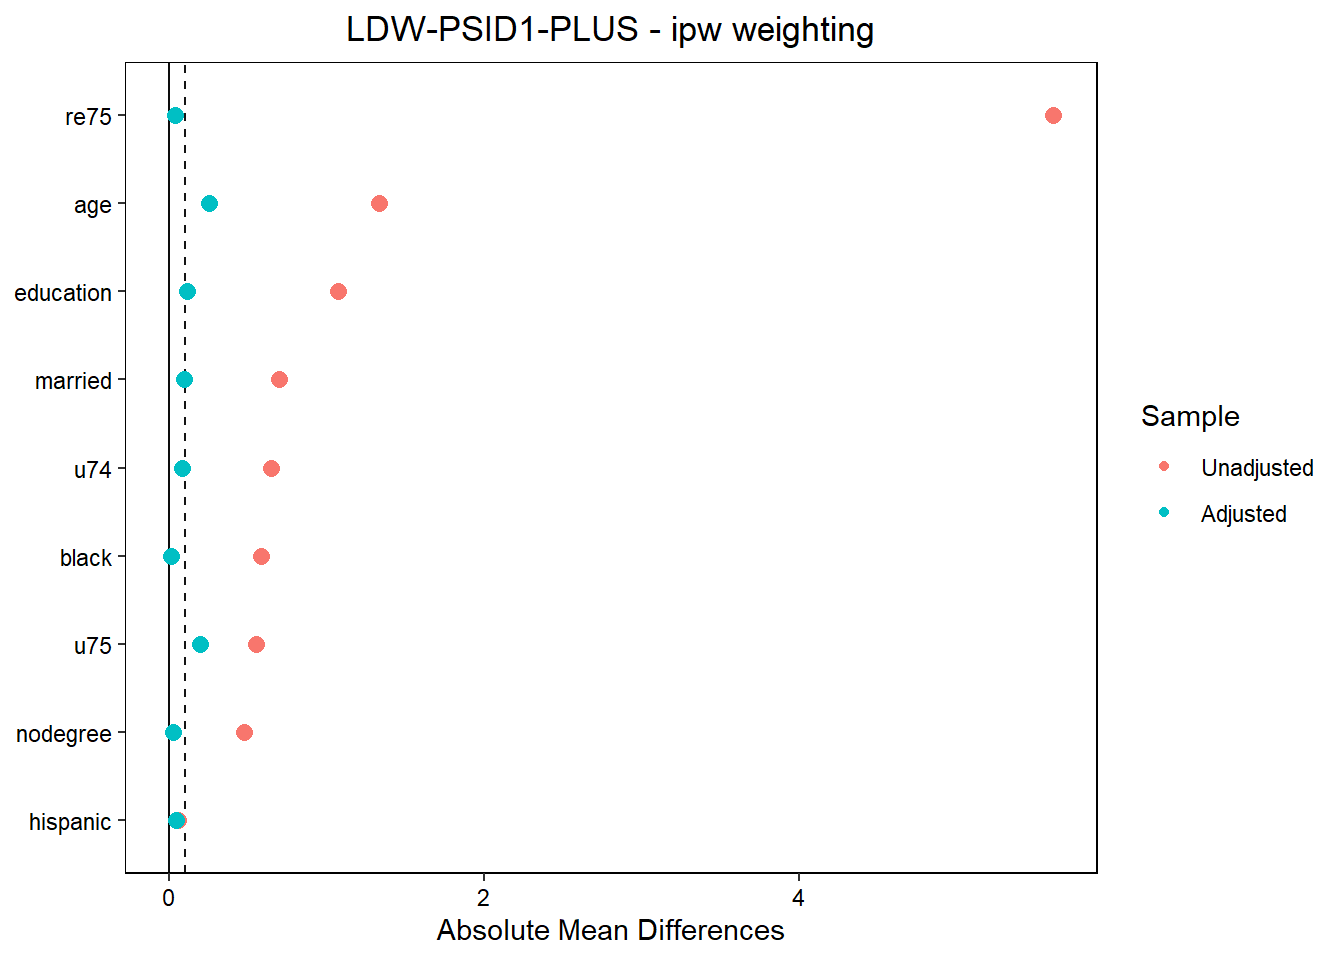 LDW-PSID1-PLUS - ipw weighting
re75
age
education
married
u74
black
u75
nodegree
hispanic
0 2 4
Absolute Mean Differences
Sample
Unadjusted
Adjusted